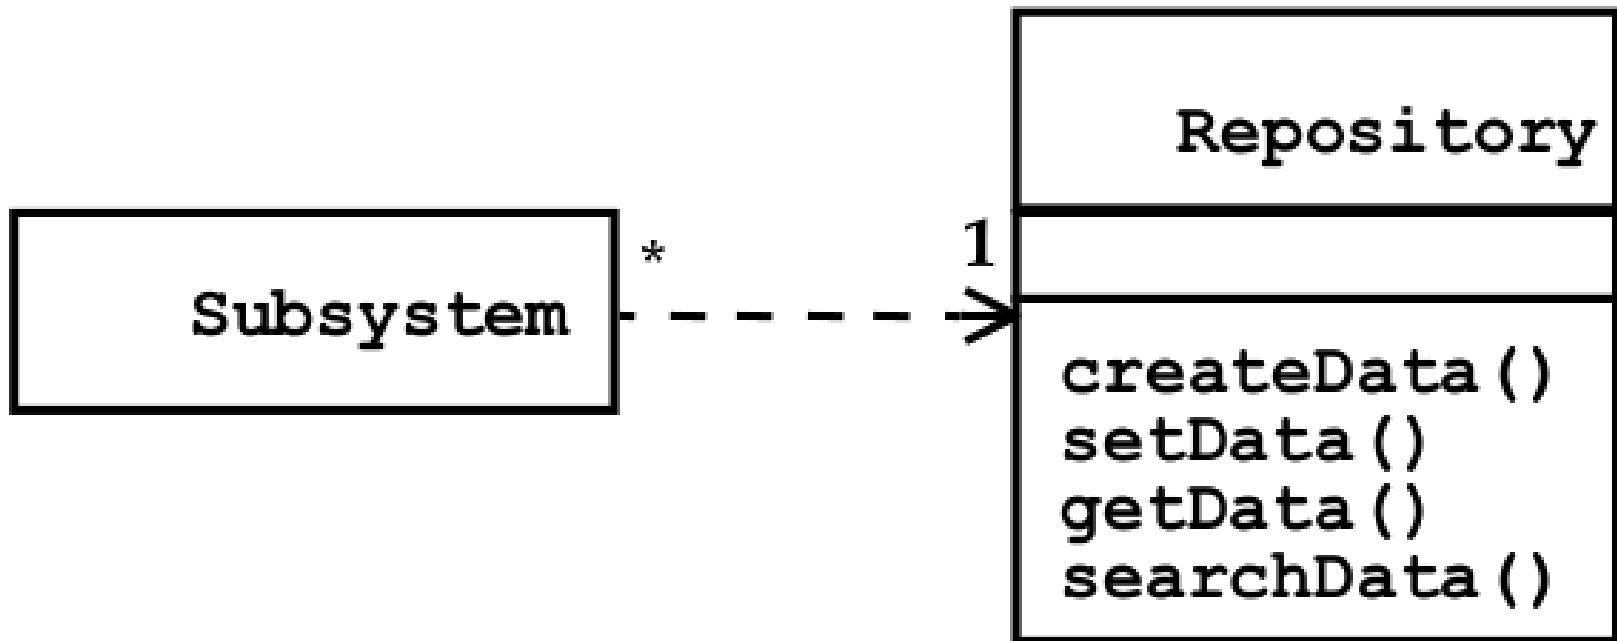 Repository
Subsystem
*
1
createData()
setData()
getData()
searchData()